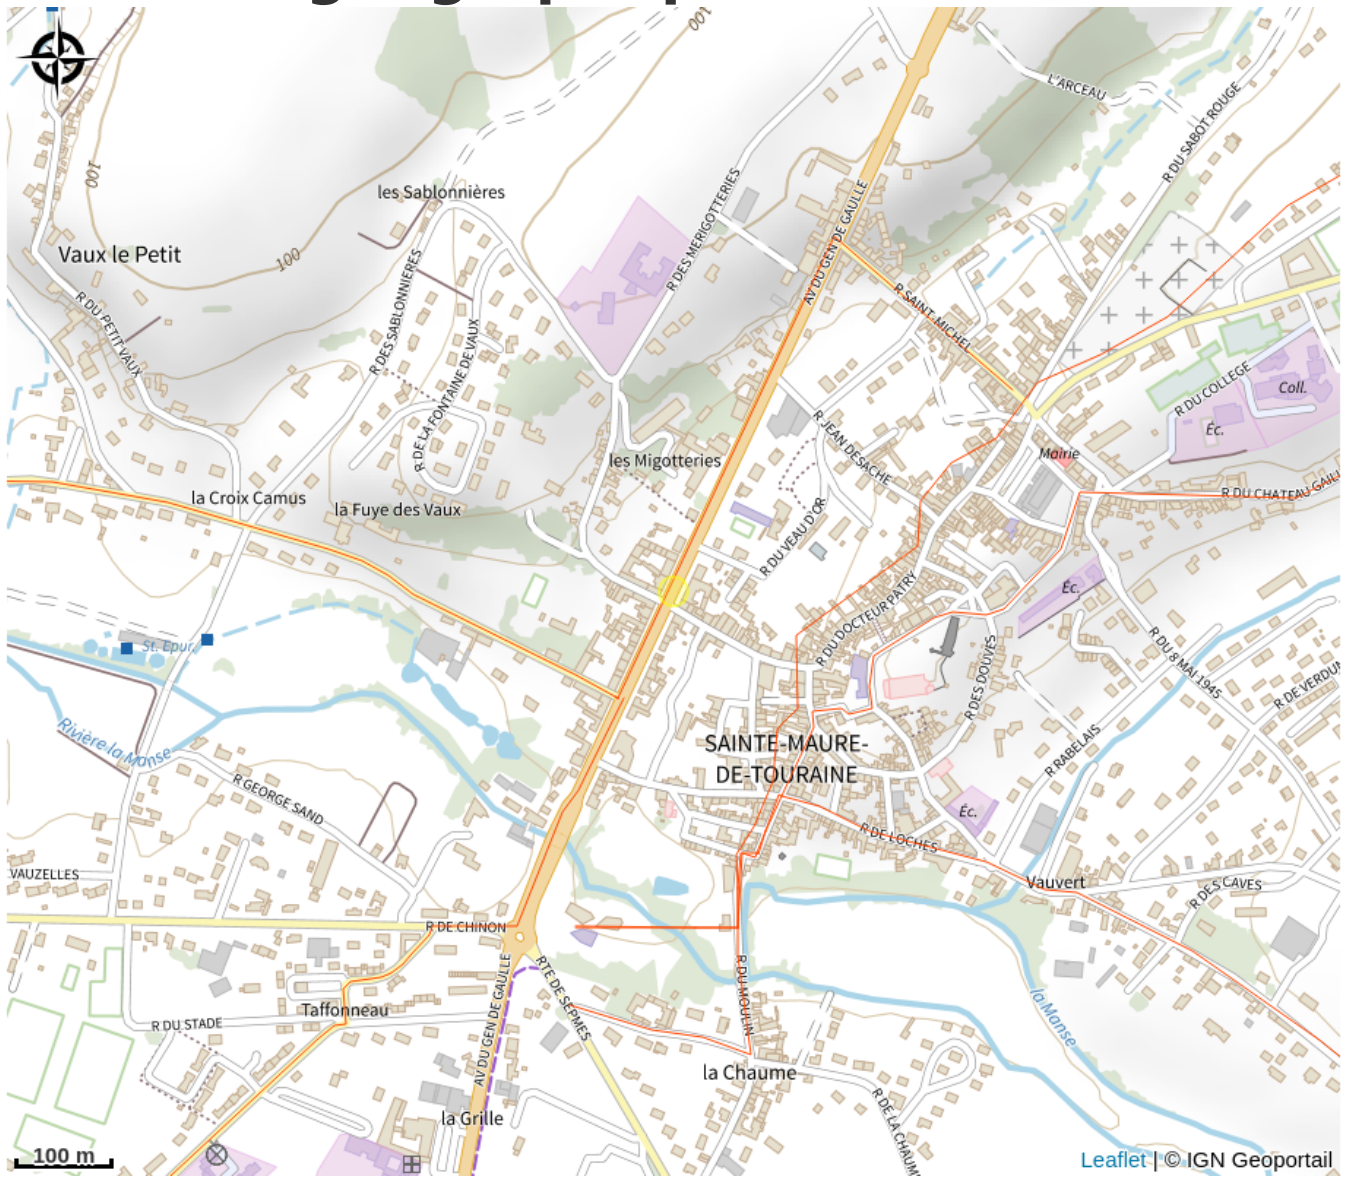 100
L'ARCEAU
R DU SABOT ROUGE
100
les Sablonnières
R DES MERIGOTTERIES
AV DU GEN DE GAULLE
Vaux le Petit
100
R DU PETIT VAUX
R DES SABLONNIERES
R DE LA FONTAINE DE VAUX
R SAINT-MICHEL
R DU COLLEGE
Coll.
Éc.
R JEAN DESACHE
Mairie
les Migotteries
la Croix Camus
la Fuye des Vaux
R DU CHATEAU GAILL
R DU VEAU D'OR
Éc.
R DU DOCTEUR PATRY
St. Epur.
R DES DOUVES
R DU 8 MAI 1945
R DE VERDUN
Rivière la Manse
SAINTE-MAURE-
DE-TOURAINE
R RABELAIS
R GEORGE SAND
Éc.
R DE LOCHES
VAUZELLES
Vauvert
R DES CAVES
R DE CHINON
RTE DE SEPMES
R DU MOULIN
AV DU GEN DE GAULLE
la Manse
Taffonneau
R DU STADE
la Chaume
la Grille
R DE LA CHAUM
100 m
Leaflet | © IGN Geoportail